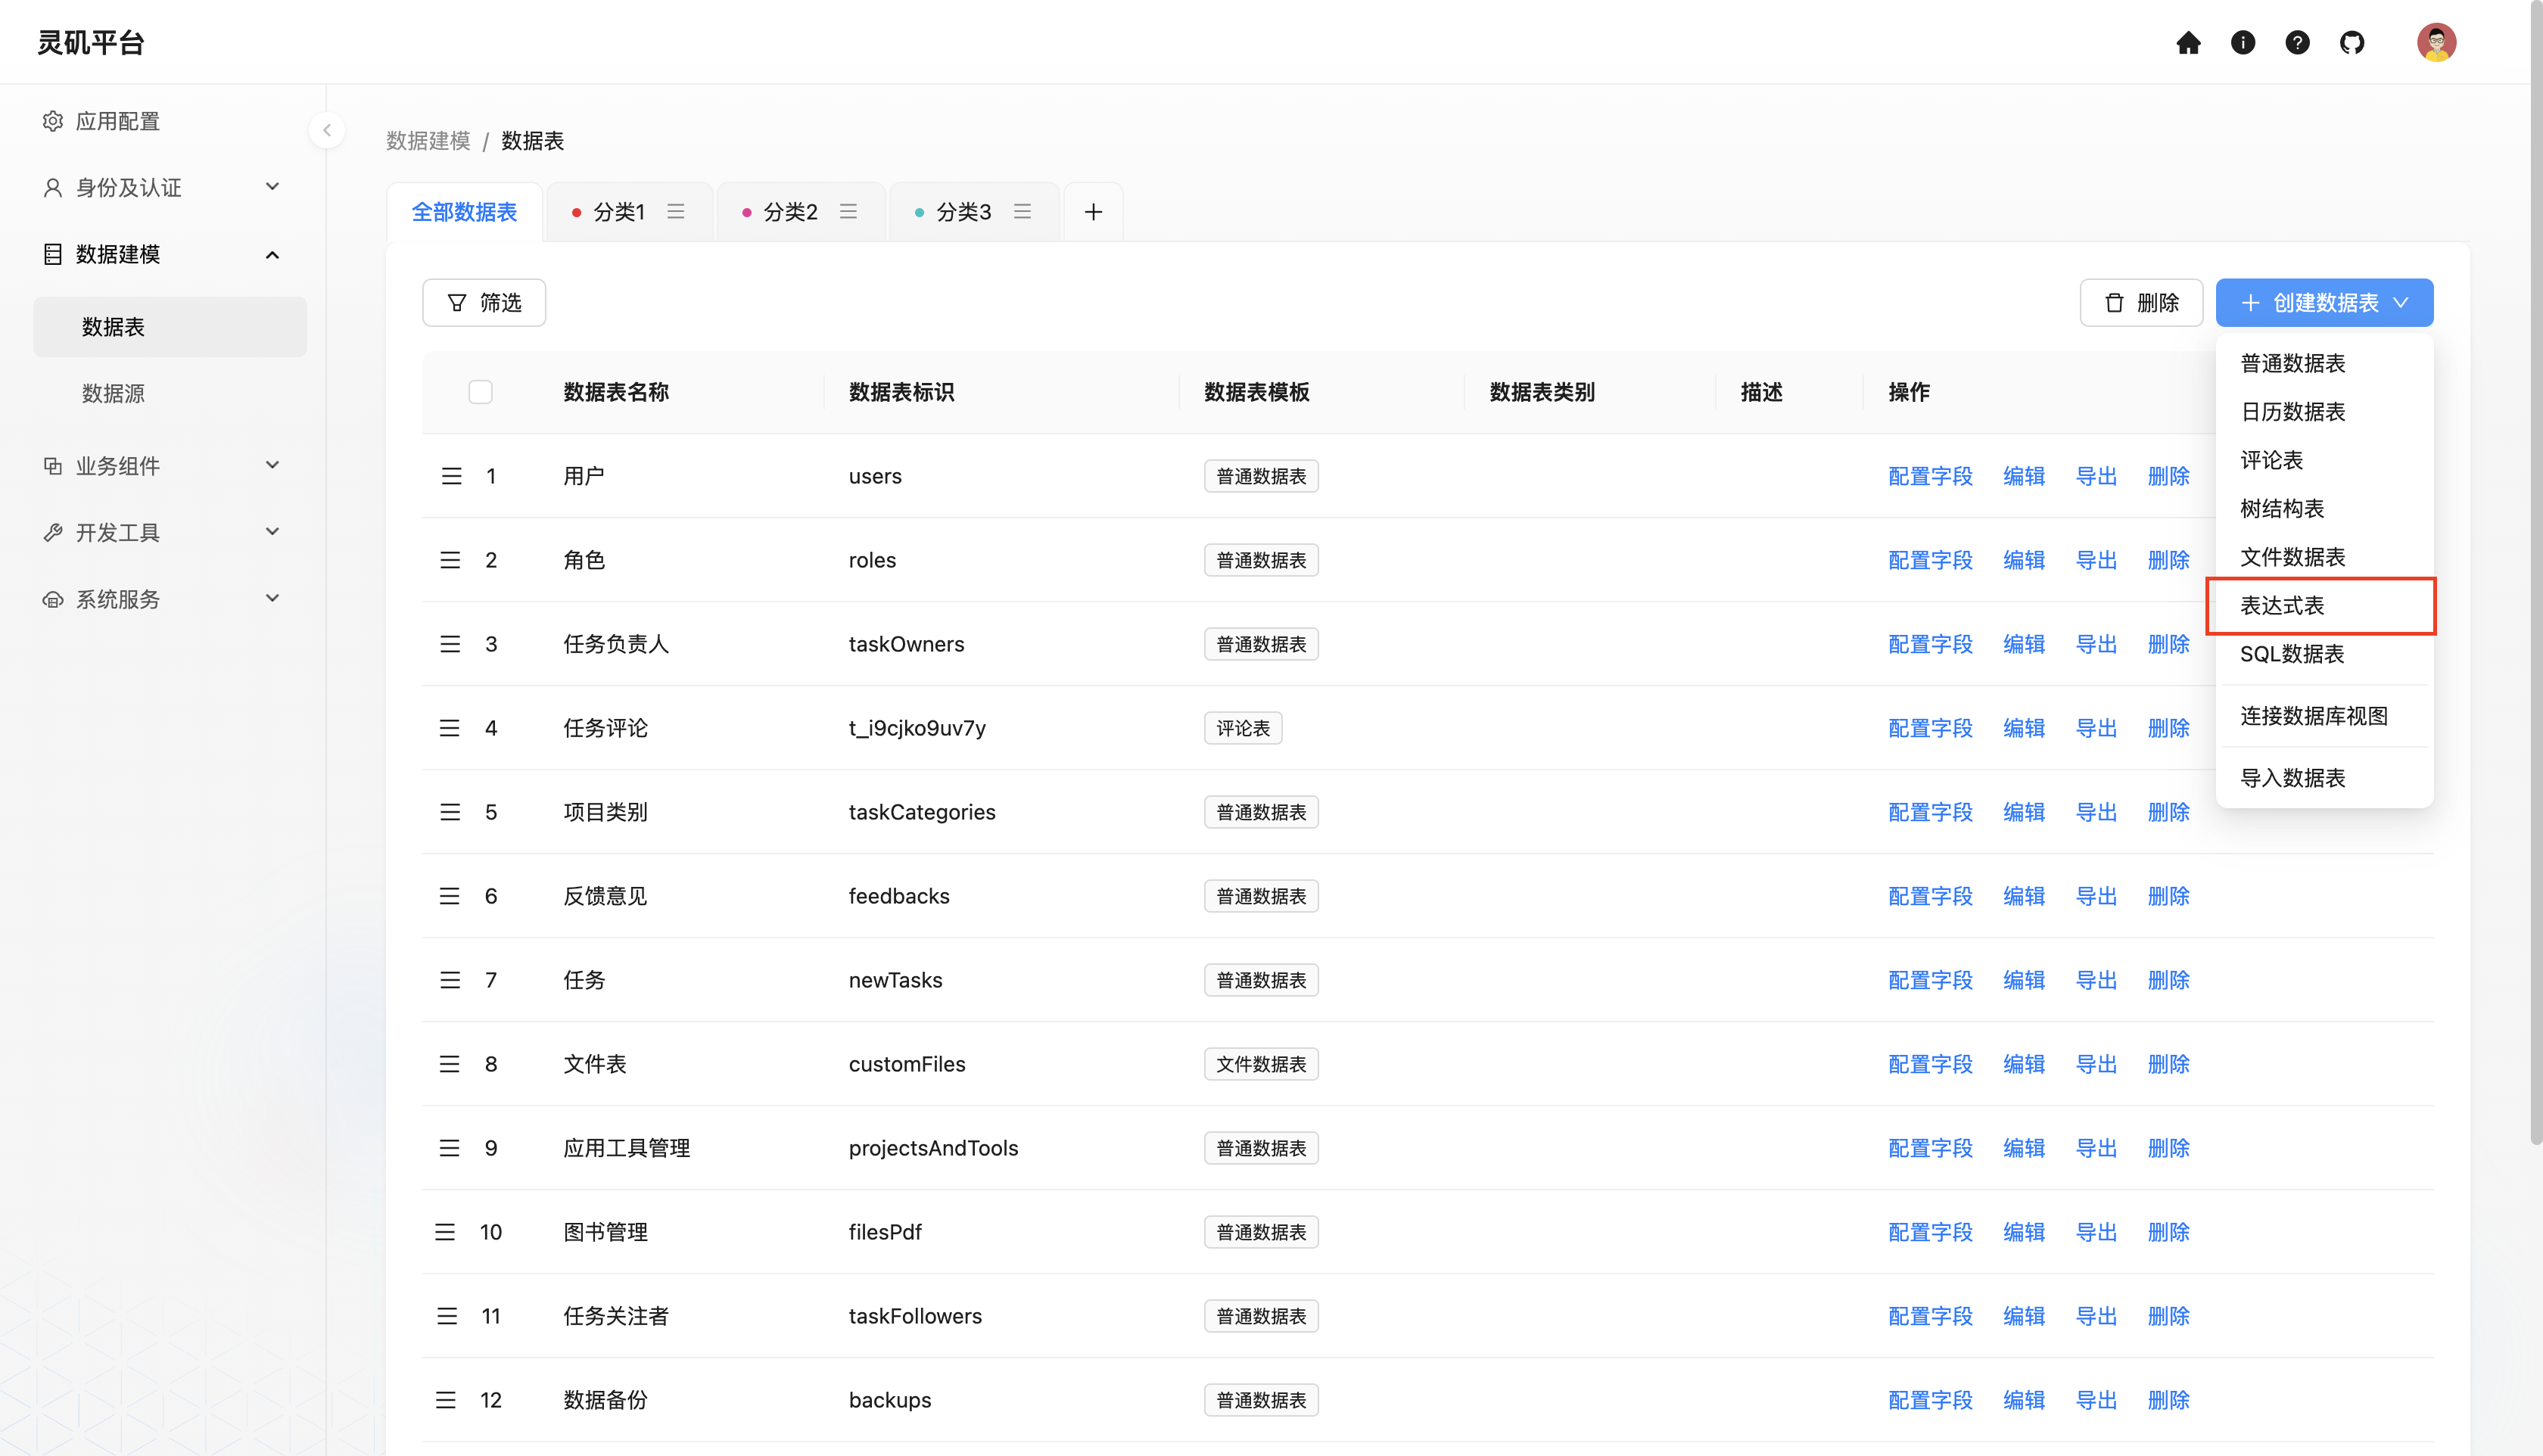 灵矶平台
应用配置
身份及认证
数据建模
数据表
数据源
业务组件
开发工具
系统服务
数据建模 / 数据表
全部数据表 分类1 分类2 分类3
筛选 删除 创建数据表
普通数据表
日历数据表
评论表
树结构表
文件数据表
表达式表
SQL数据表
连接数据库视图
导入数据表
数据表名称 数据表标识 数据表模板 数据表类别 描述 操作
1 用户 users 普通数据表 配置字段 编辑 导出 删除
2 角色 roles 普通数据表 配置字段 编辑 导出 删除
3 任务负责人 taskOwners 普通数据表 配置字段 编辑 导出 删除
4 任务评论 t_i9cjko9uv7y 评论表 配置字段 编辑 导出 删除
5 项目类别 taskCategories 普通数据表 配置字段 编辑 导出 删除
6 反馈意见 feedbacks 普通数据表 配置字段 编辑 导出 删除
7 任务 newTasks 普通数据表 配置字段 编辑 导出 删除
8 文件表 customFiles 文件数据表 配置字段 编辑 导出 删除
9 应用工具管理 projectsAndTools 普通数据表 配置字段 编辑 导出 删除
10 图书管理 filesPdf 普通数据表 配置字段 编辑 导出 删除
11 任务关注者 taskFollowers 普通数据表 配置字段 编辑 导出 删除
12 数据备份 backups 普通数据表 配置字段 编辑 导出 删除